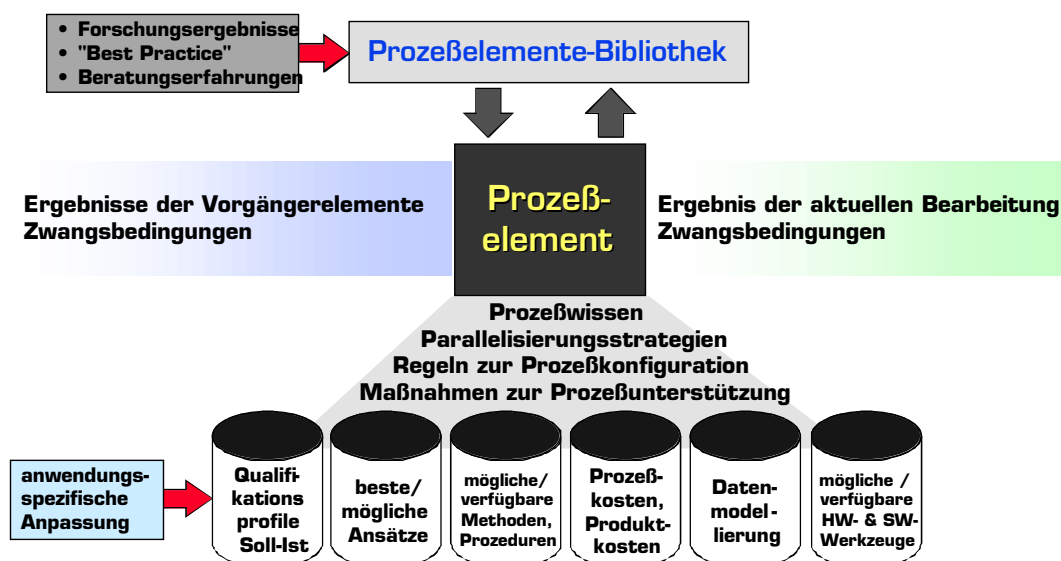 • Forschungsergebnisse
• "Best Practice"
• Beratungserfahrungen
Prozeßelemente-Bibliothek
Ergebnisse der Vorgängerelemente
Zwangsbedingungen
Prozeß-
element
Ergebnis der aktuellen Bearbeitung
Zwangsbedingungen
Prozeßwissen
Parallelisierungsstrategien
Regeln zur Prozeßkonfiguration
Maßnahmen zur Prozeßunterstützung
anwendungs-
spezifische
Anpassung
Qualifi-
kations
profile
Soll-Ist
beste/
mögliche
Ansätze
mögliche/
verfügbare
Methoden,
Prozeduren
Prozeß-
kosten,
Produkt-
kosten
Daten-
model-
lierung
mögliche /
verfügbare
HW- & SW-
Werkzeuge